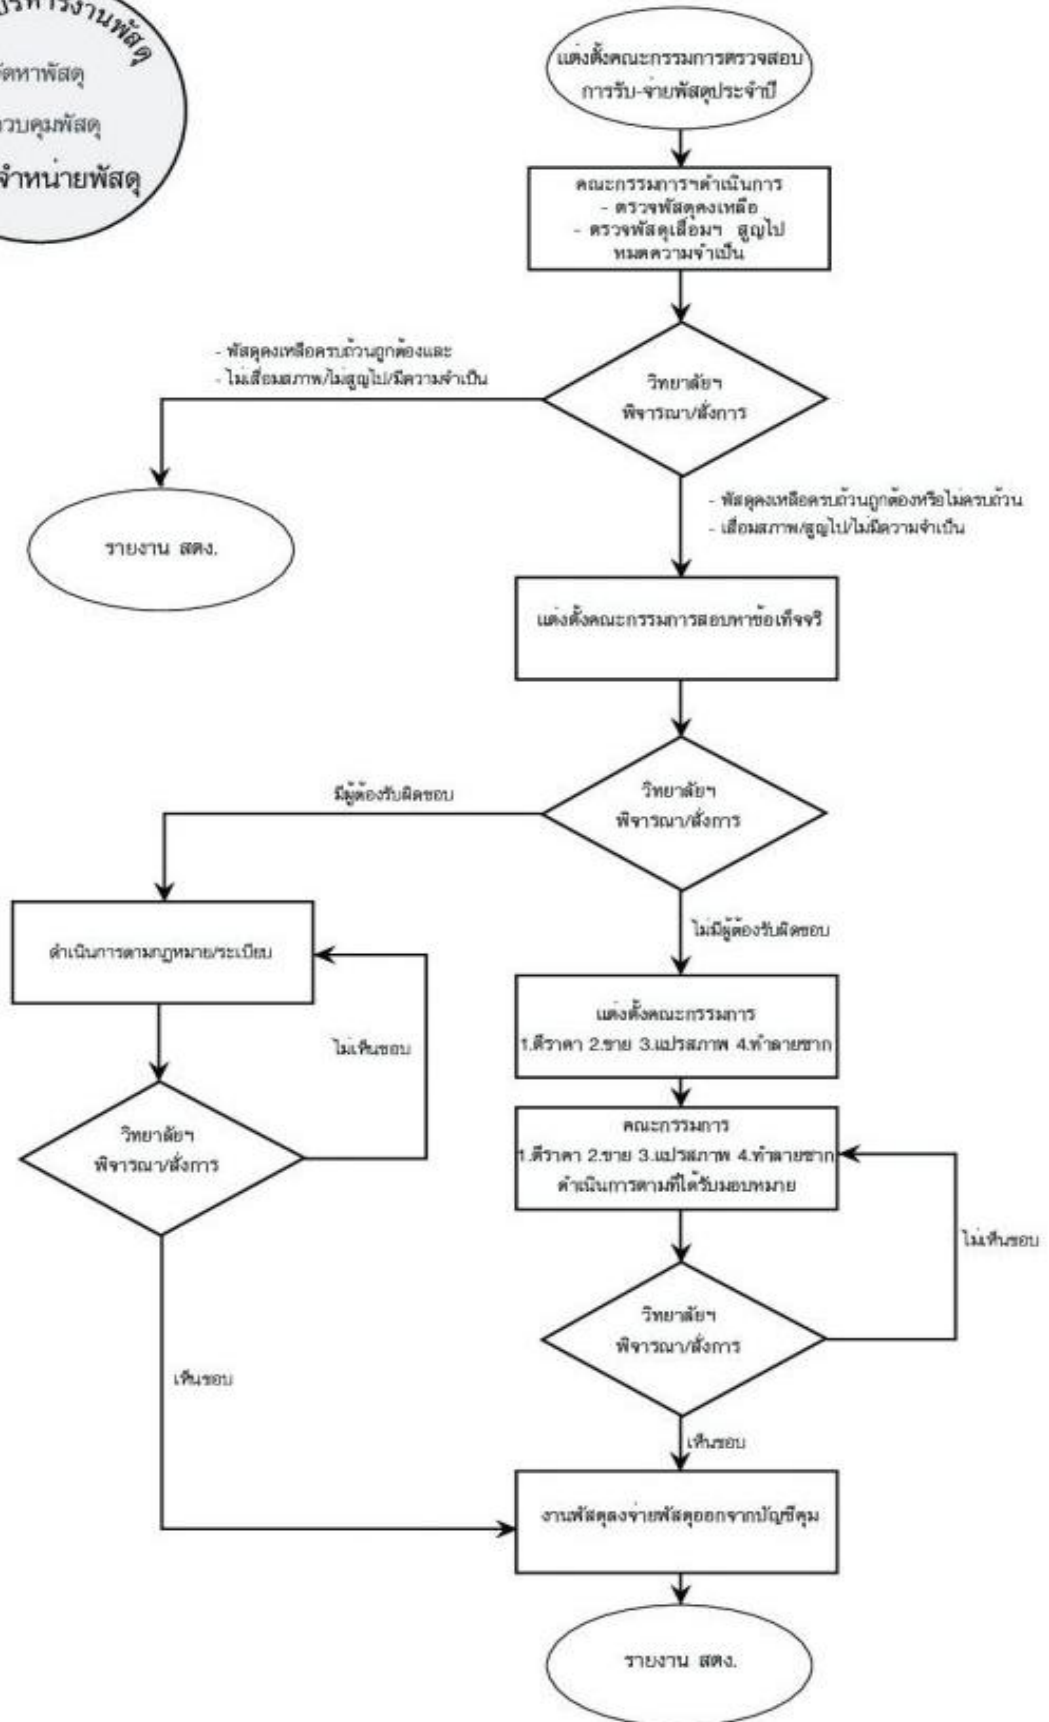 บริหารงานพัสดุ
จัดหาพัสดุ
ควบคุมพัสดุ
จำหน่ายพัสดุ
แต่งตั้งคณะกรรมการตรวจสอบ
การรับ-จ่ายพัสดุประจำปี
คณะกรรมการฯดำเนินการ
- ตรวจพัสดุคงเหลือ
- ตรวจพัสดุเสื่อมฯ สูญไป
หมดความจำเป็น
- พัสดุคงเหลือครบถ้วนถูกต้องและ
- ไม่เสื่อมสภาพ/ไม่สูญไป/มีความจำเป็น
วิทยาลัยฯ
พิจารณา/สั่งการ
รายงาน สตง.
- พัสดุคงเหลือครบถ้วนถูกต้องหรือไม่ครบถ้วน
- เสื่อมสภาพ/สูญไป/ไม่มีความจำเป็น
แต่งตั้งคณะกรรมการสอบหาข้อเท็จจริ
วิทยาลัยฯ
พิจารณา/สั่งการ
มีผู้ต้องรับผิดชอบ
ไม่มีผู้ต้องรับผิดชอบ
ดำเนินการตามกฎหมาย/ระเบียบ
แต่งตั้งคณะกรรมการ
1.ตีราคา 2.ขาย 3.แปรสภาพ 4.ทำลายซาก
ไม่เห็นชอบ
วิทยาลัยฯ
พิจารณา/สั่งการ
คณะกรรมการ
1.ตีราคา 2.ขาย 3.แปรสภาพ 4.ทำลายซาก
ดำเนินการตามที่ได้รับมอบหมาย
ไม่เห็นชอบ
วิทยาลัยฯ
พิจารณา/สั่งการ
เห็นชอบ
เห็นชอบ
งานพัสดุลงจ่ายพัสดุออกจากบัญชีคุม
รายงาน สตง.